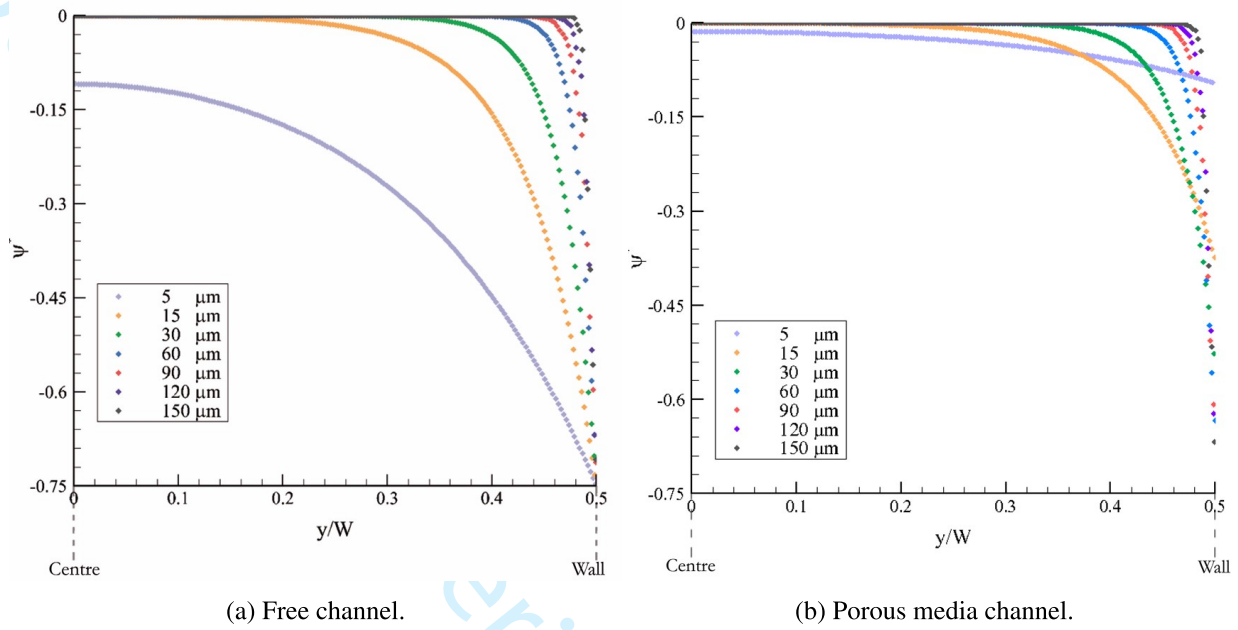 0
-0.15
-0.3
-0.45
-0.6
-0.75
ψ
5 μm
15 μm
30 μm
60 μm
90 μm
120 μm
150 μm
0 0.1 0.2 0.3 0.4 0.5
y/W
Centre Wall
(a) Free channel.
0
-0.15
-0.3
-0.45
-0.6
-0.75
ψ
5 μm
15 μm
30 μm
60 μm
90 μm
120 μm
150 μm
0 0.1 0.2 0.3 0.4 0.5
y/W
Centre Wall
(b) Porous media channel.